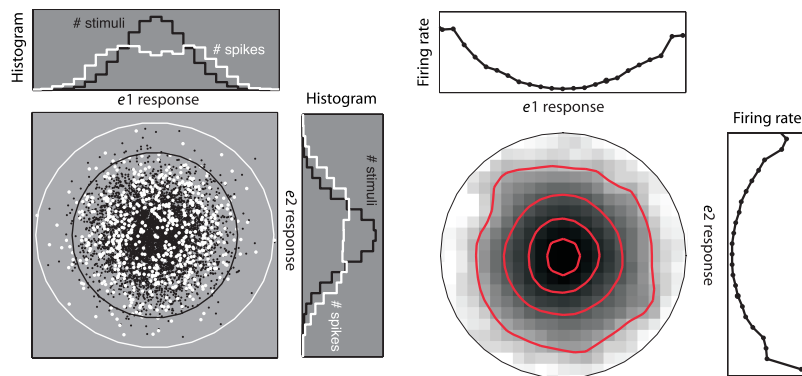 Histogram
# stimuli
# spikes
e1 response
Histogram
# stimuli
e2 response
# spikes
Firing rate
e1 response
Firing rate
e2 response